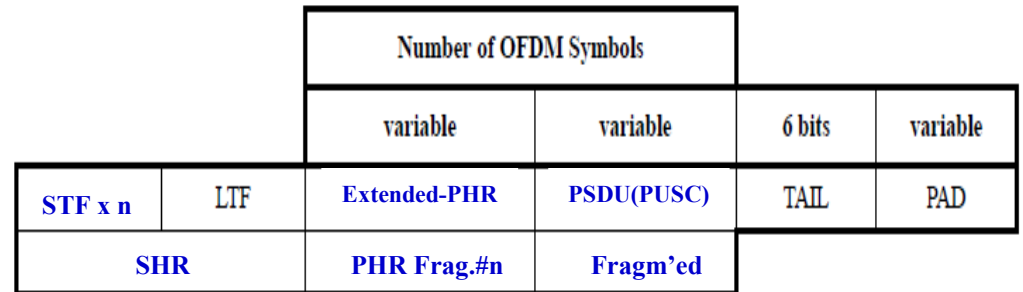 Number of OFDM Symbols
variable variable 6 bits variable
STF x n LTF Extended-PHR PSDU(PUSC) TAIL PAD
SHR PHR Frag.#n Fragm'ed